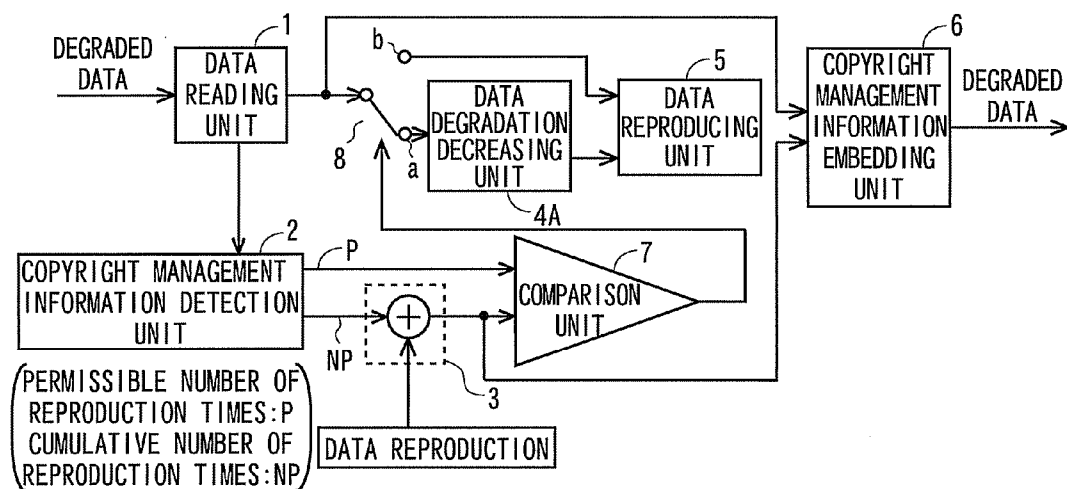 DEGRADED
DATA
1
DATA
READING
UNIT
b
8
a
DATA
DEGRADATION
DECREASING
UNIT
4A
5
DATA
REPRODUCING
UNIT
6
COPYRIGHT
MANAGEMENT
INFORMATION
EMBEDDING
UNIT
DEGRADED
DATA
2
COPYRIGHT MANAGEMENT
INFORMATION DETECTION
UNIT
P
NP
+
3
7
COMPARISON
UNIT
DATA REPRODUCTION
(PERMISSIBLE NUMBER OF
REPRODUCTION TIMES:P
CUMULATIVE NUMBER OF
REPRODUCTION TIMES:NP)